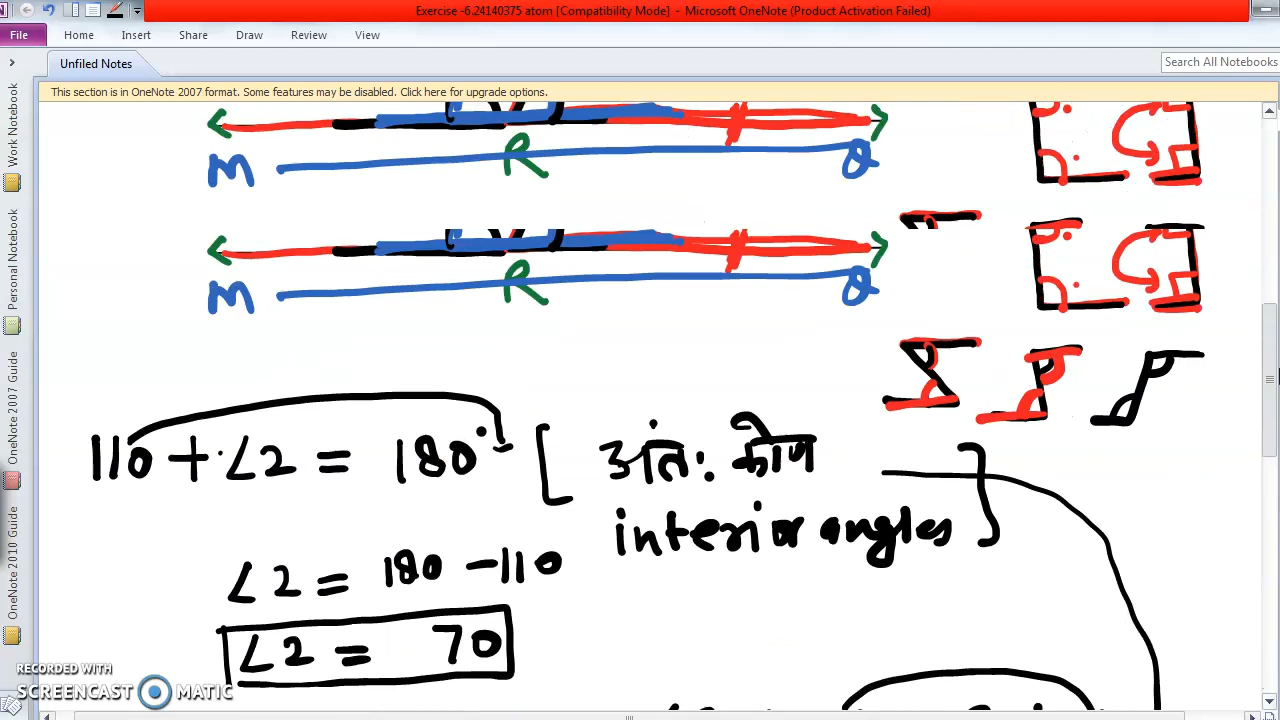 Exercise -6.24140375 atom [Compatibility Mode] - Microsoft OneNote (Product Activation Failed)
File Home Insert Share Draw Review View
Unfiled Notes
Search All Notebooks
This section is in OneNote 2007 format. Some features may be disabled. Click here for upgrade options.
Work Notebook
Personal Notebook
OneNote 2007 Guide
OneNote 2010 Guide
M R Q
M R Q
110 + ∠2 = 180° [ अंतः कोण
interior angles ]
∠2 = 180 - 110
∠2 = 70
RECORDED WITH
SCREENCAST MATIC